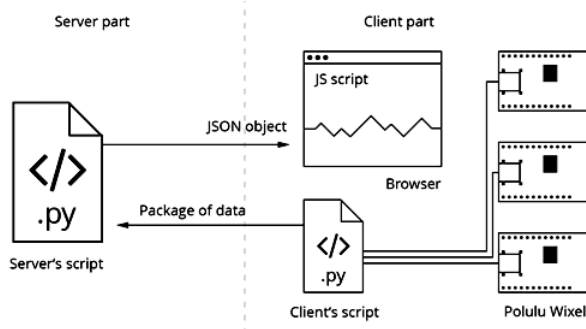 Server part
Client part
JS script
JSON object
Browser
</>
.py
Package of data
</>
.py
Server's script
Client's script
Polulu Wixel